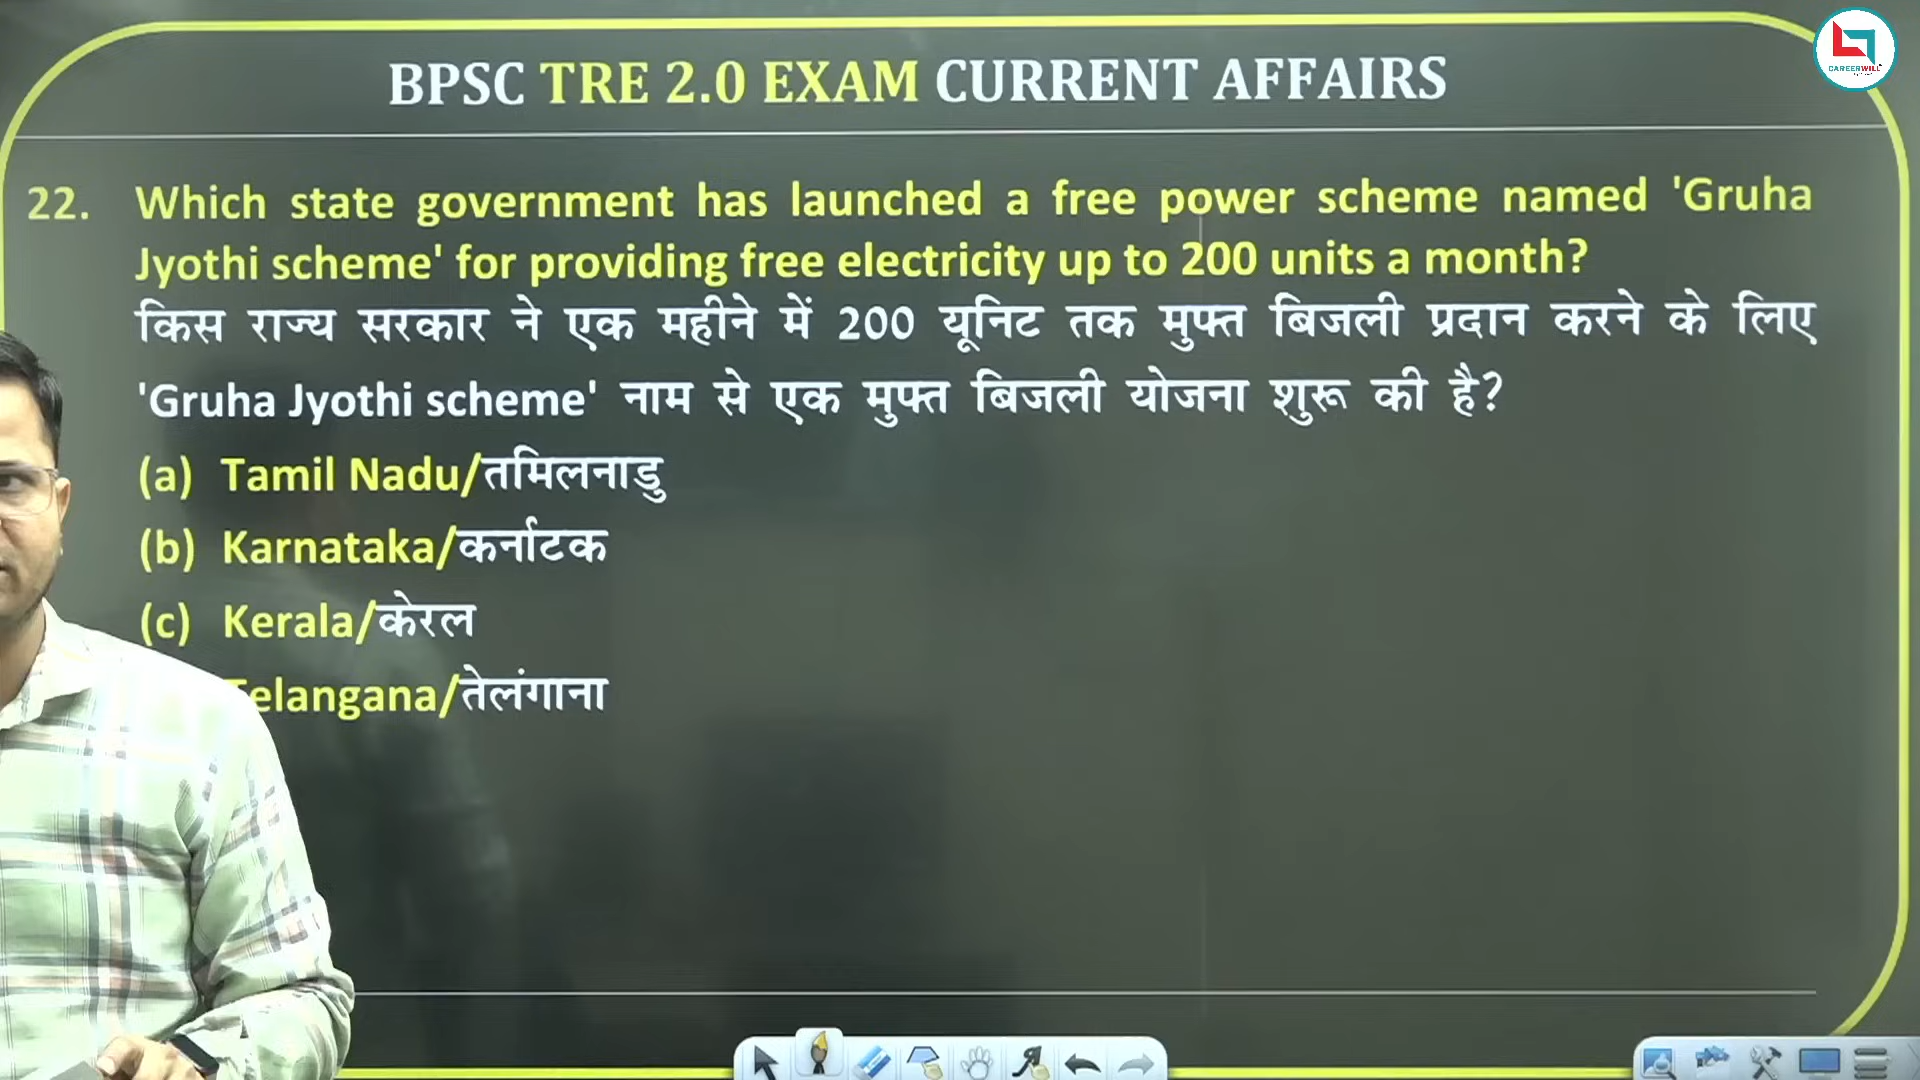 CAREERWILL
BPSC TRE 2.0 EXAM CURRENT AFFAIRS
22. Which state government has launched a free power scheme named 'Gruha
Jyothi scheme' for providing free electricity up to 200 units a month?
किस राज्य सरकार ने एक महीने में 200 यूनिट तक मुफ्त बिजली प्रदान करने के लिए
'Gruha Jyothi scheme' नाम से एक मुफ्त बिजली योजना शुरू की है?
(a) Tamil Nadu/तमिलनाडु
(b) Karnataka/कर्नाटक
(c) Kerala/केरल
Telangana/तेलंगाना